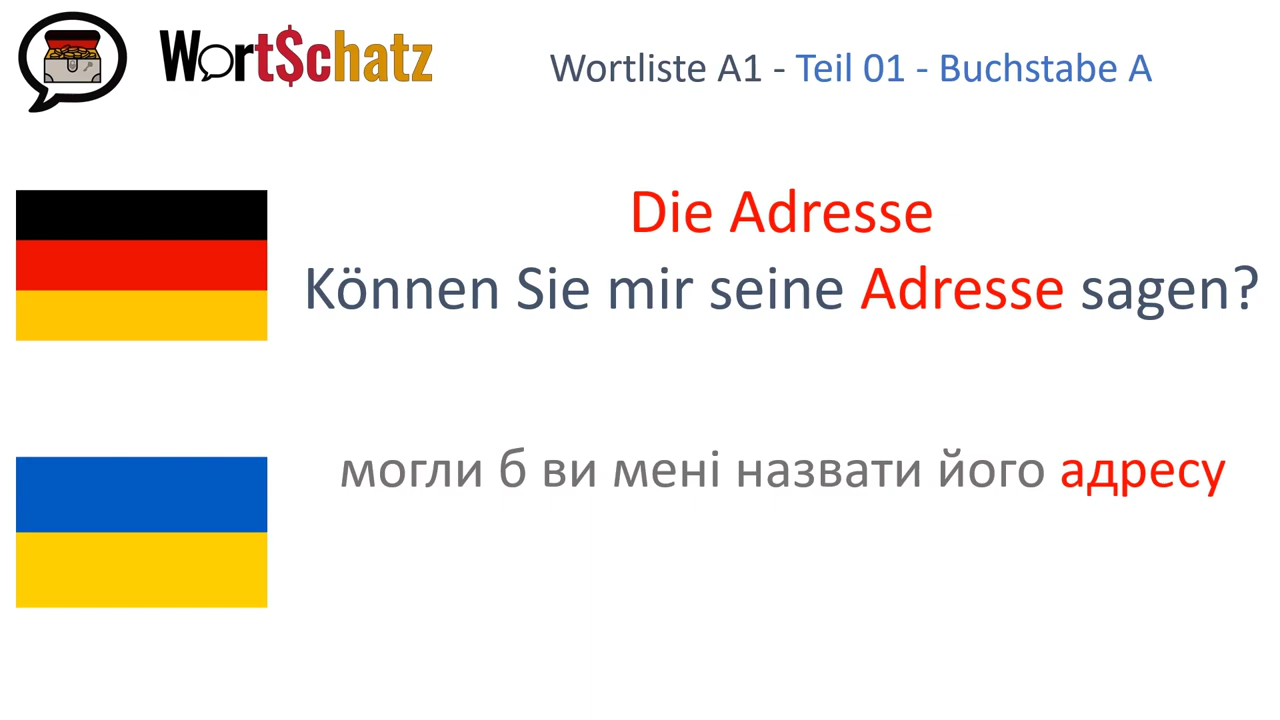 Wort$chatz
Wortliste A1 - Teil 01 - Buchstabe A
Die Adresse
Können Sie mir seine Adresse sagen?
могли б ви мені назвати його адресу